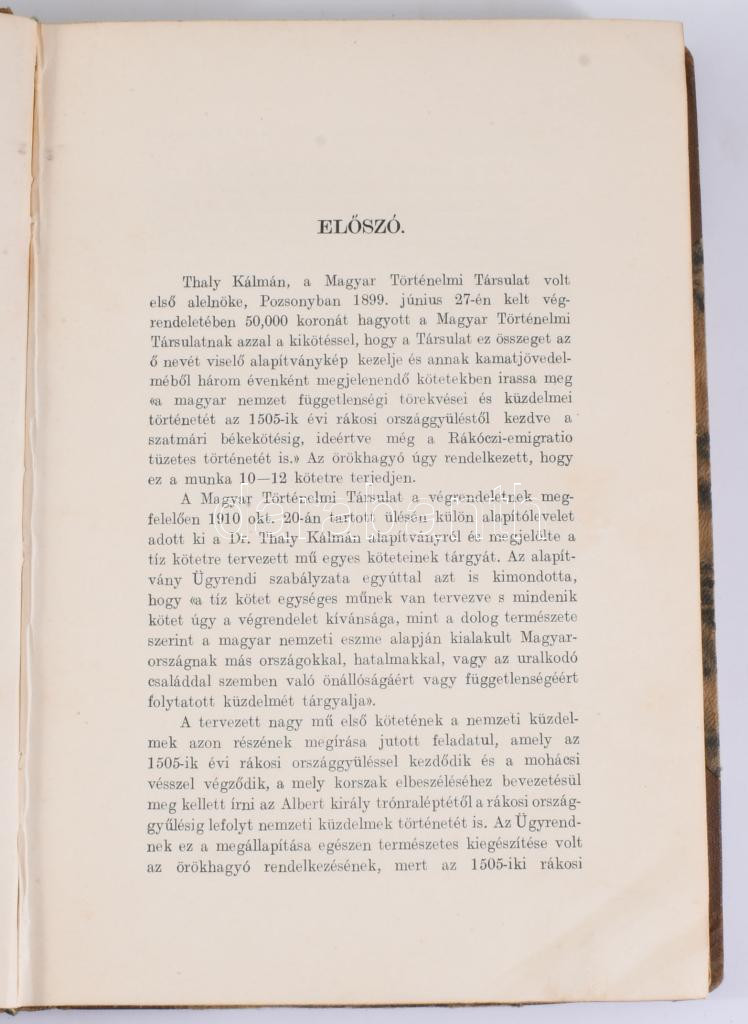 ELŐSZÓ.
Thaly Kálmán, a Magyar Történelmi Társulat volt
első alelnöke, Pozsonyban 1899. június 27-én kelt vég-
rendeletében 50,000 koronát hagyott a Magyar Történelmi
Társulatnak azzal a kikötéssel, hogy a Társulat ez összeget az
ő nevét viselő alapítványkép kezelje és annak kamatjövedel-
méből három évenként megjelenendő kötetekben irassa meg
«a magyar nemzet függetlenségi törekvései és küzdelmei
történetét az 1505-ik évi rákosi országgyüléstől kezdve a
szatmári békekötésig, ideértve még a Rákóczi-emigratio
tüzetes történetét is.» Az örökhagyó úgy rendelkezett, hogy
ez a munka 10—12 kötetre terjedjen.
A Magyar Történelmi Társulat a végrendeletnek meg-
felelően 1910 okt. 20-án tartott ülésén külön alapítólevelet
adott ki a Dr. Thaly Kálmán alapítványról és megjelölte a
tíz kötetre tervezett mű egyes köteteinek tárgyát. Az alapít-
vány Ügyrendi szabályzata egyúttal azt is kimondotta,
hogy «a tíz kötet egységes műnek van tervezve s mindenik
kötet úgy a végrendelet kívánsága, mint a dolog természete
szerint a magyar nemzeti eszme alapján kialakult Magyar-
országnak más országokkal, hatalmakkal, vagy az uralkodó
családdal szemben való önállóságáért vagy függetlenségéért
folytatott küzdelmét tárgyalja».
A tervezett nagy mű első kötetének a nemzeti küzdel-
mek azon részének megírása jutott feladatul, amely az
1505-ik évi rákosi országgyüléssel kezdődik és a mohácsi
vésszel végződik, a mely korszak elbeszéléséhez bevezetésül
meg kellett írni az Albert király trónraléptétől a rákosi ország-
gyűlésig lefolyt nemzeti küzdelmek történetét is. Az Ügyrend-
nek ez a megállapítása egészen természetes kiegészítése volt
az örökhagyó rendelkezésének, mert az 1505-iki rákosi
darabanth